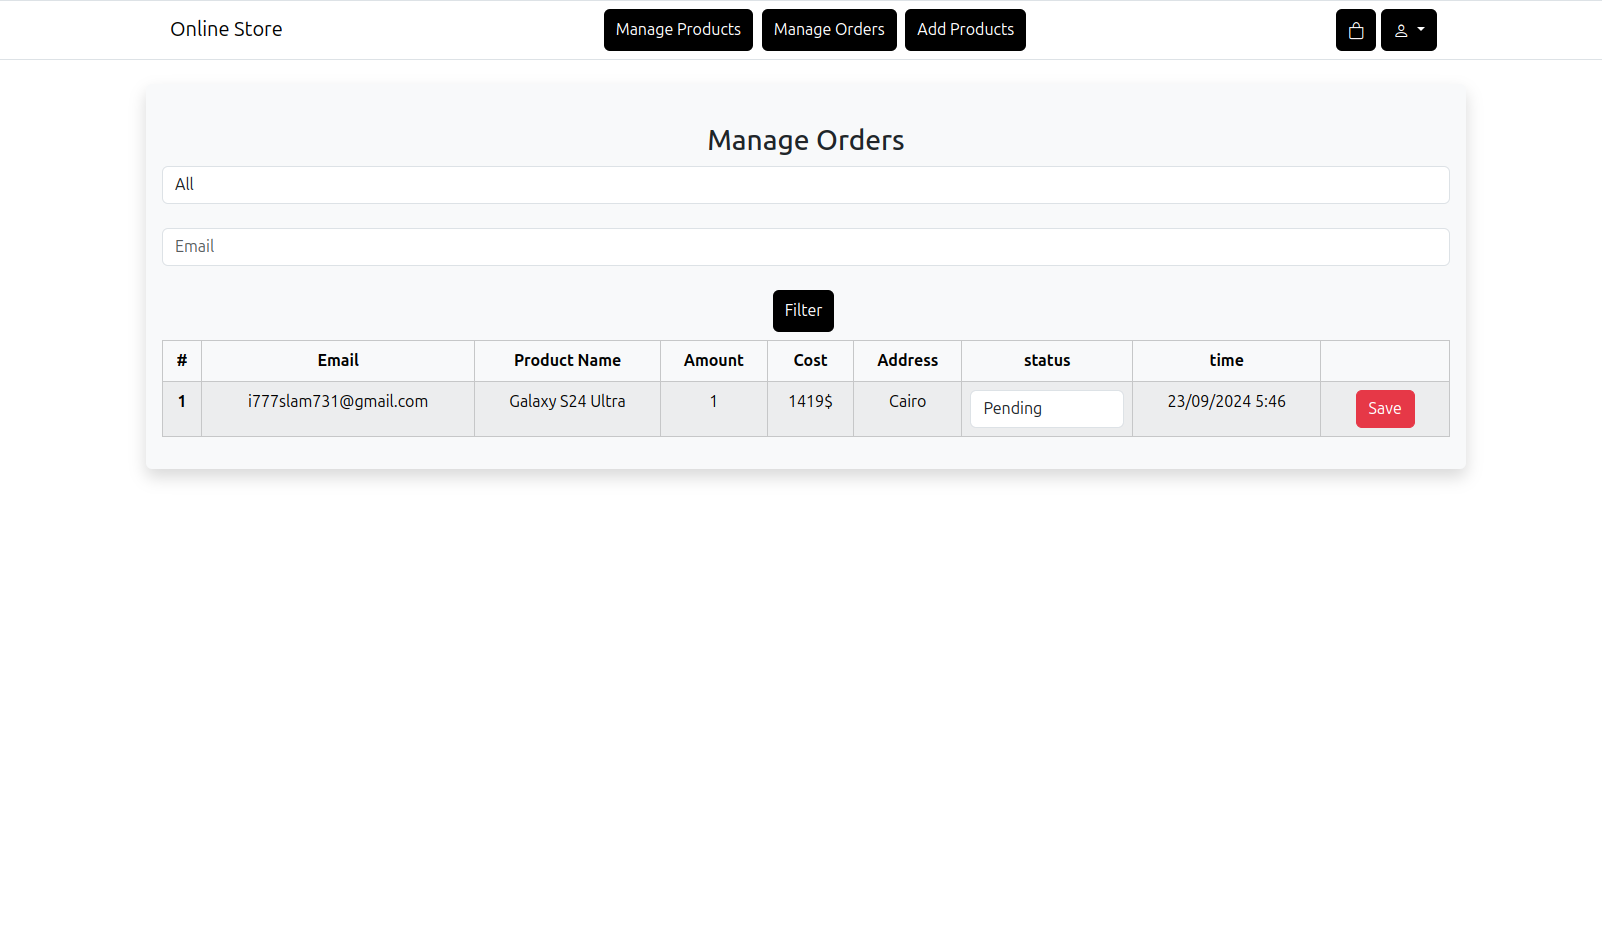 Online Store Manage Products Manage Orders Add Products
Manage Orders
All
Email
Filter
# Email Product Name Amount Cost Address status time
1 i777slam731@gmail.com Galaxy S24 Ultra 1 1419$ Cairo Pending 23/09/2024 5:46 Save